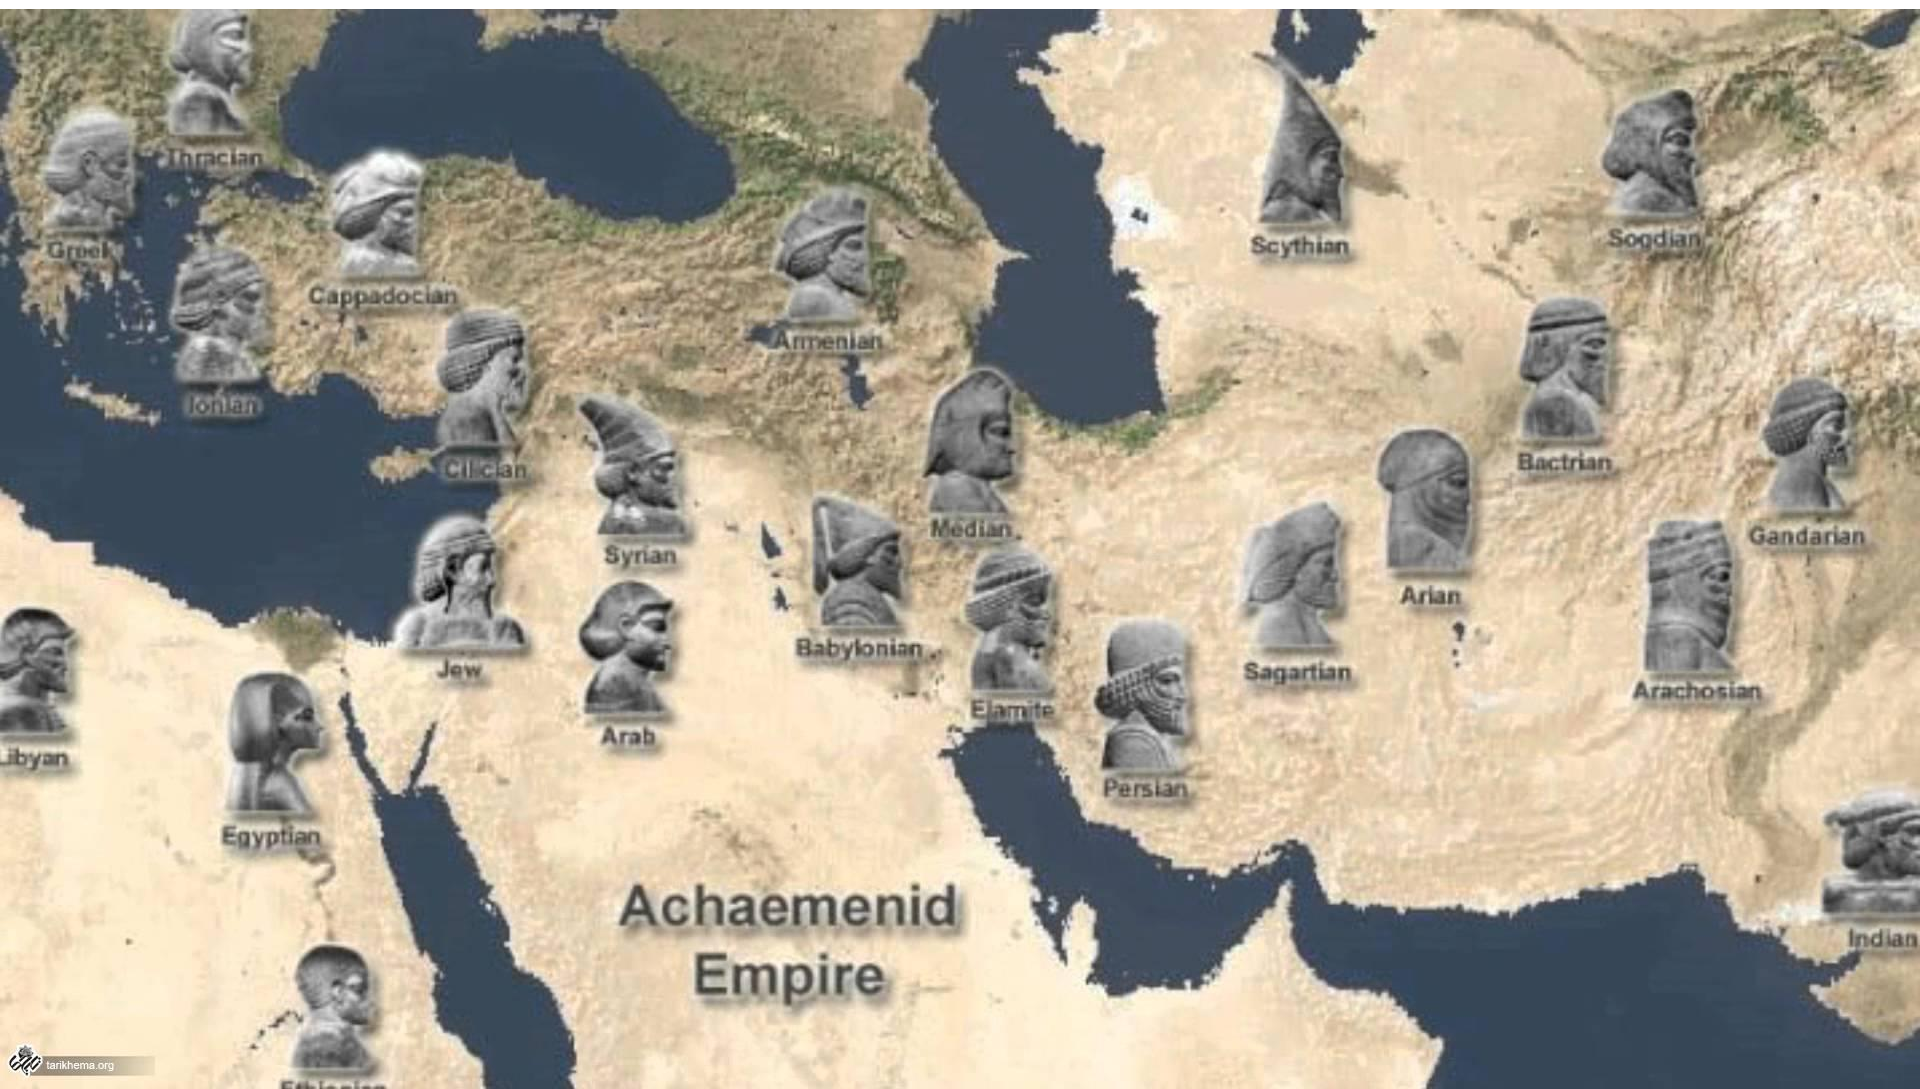 Thracian
Greek
Cappadocian
Scythian
Sogdian
Armenian
Ionian
Cilician
Bactrian
Syrian
Median
Gandarian
Arian
Jew
Babylonian
Sagartian
Arachosian
Arab
Elamite
Libyan
Persian
Egyptian
Achaemenid
Empire
Indian
tarikhema.org
Ethiopian